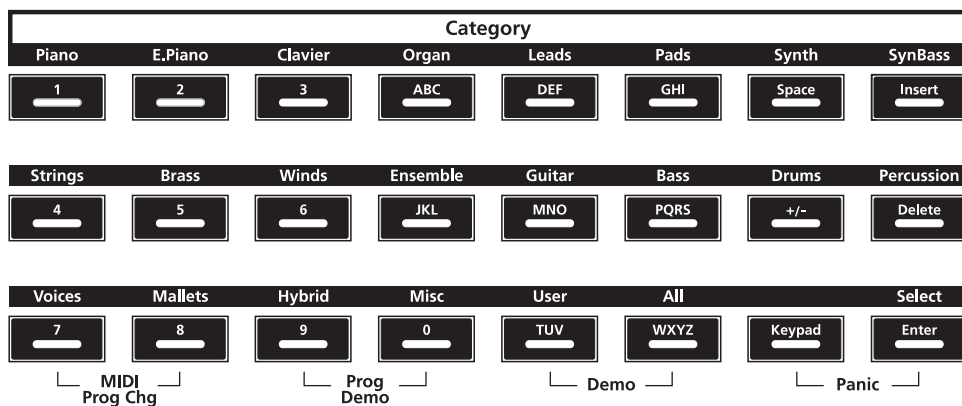 Category
Piano E.Piano Clavier Organ Leads Pads Synth SynBass
1 2 3 ABC DEF GHI Space Insert
Strings Brass Winds Ensemble Guitar Bass Drums Percussion
4 5 6 JKL MNO PQRS +/- Delete
Voices Mallets Hybrid Misc User All Select
7 8 9 0 TUV WXYZ Keypad Enter
MIDI Prog Demo Panic
Prog Chg Demo